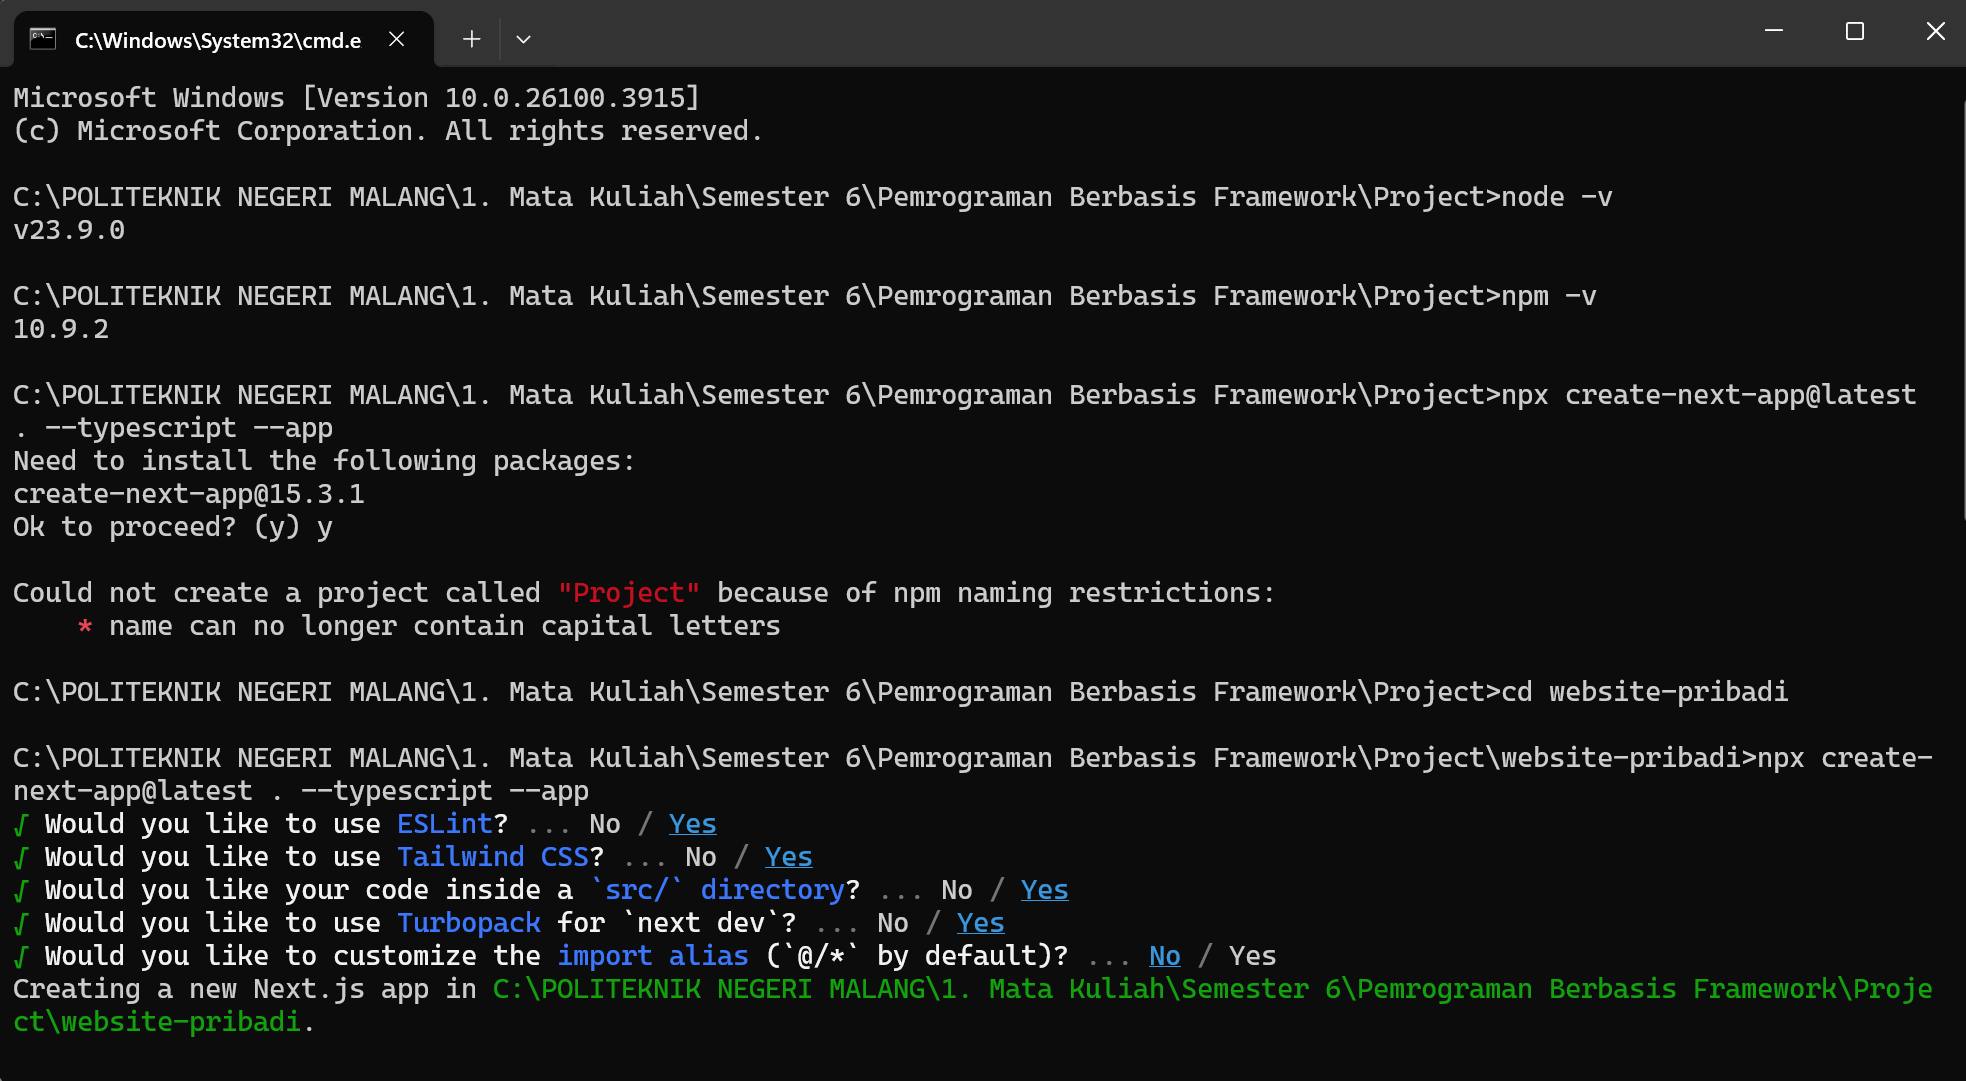 C:\Windows\System32\cmd.e
Microsoft Windows [Version 10.0.26100.3915]
(c) Microsoft Corporation. All rights reserved.
C:\POLITEKNIK NEGERI MALANG\1. Mata Kuliah\Semester 6\Pemrograman Berbasis Framework\Project>node -v
v23.9.0
C:\POLITEKNIK NEGERI MALANG\1. Mata Kuliah\Semester 6\Pemrograman Berbasis Framework\Project>npm -v
10.9.2
C:\POLITEKNIK NEGERI MALANG\1. Mata Kuliah\Semester 6\Pemrograman Berbasis Framework\Project>npx create-next-app@latest
. --typescript --app
Need to install the following packages:
create-next-app@15.3.1
Ok to proceed? (y) y
Could not create a project called "Project" because of npm naming restrictions:
* name can no longer contain capital letters
C:\POLITEKNIK NEGERI MALANG\1. Mata Kuliah\Semester 6\Pemrograman Berbasis Framework\Project>cd website-pribadi
C:\POLITEKNIK NEGERI MALANG\1. Mata Kuliah\Semester 6\Pemrograman Berbasis Framework\Project\website-pribadi>npx create-
next-app@latest . --typescript --app
√ Would you like to use ESLint? ... No / Yes
√ Would you like to use Tailwind CSS? ... No / Yes
√ Would you like your code inside a `src/` directory? ... No / Yes
√ Would you like to use Turbopack for `next dev`? ... No / Yes
√ Would you like to customize the import alias (`@/*` by default)? ... No / Yes
Creating a new Next.js app in C:\POLITEKNIK NEGERI MALANG\1. Mata Kuliah\Semester 6\Pemrograman Berbasis Framework\Proje
ct\website-pribadi.